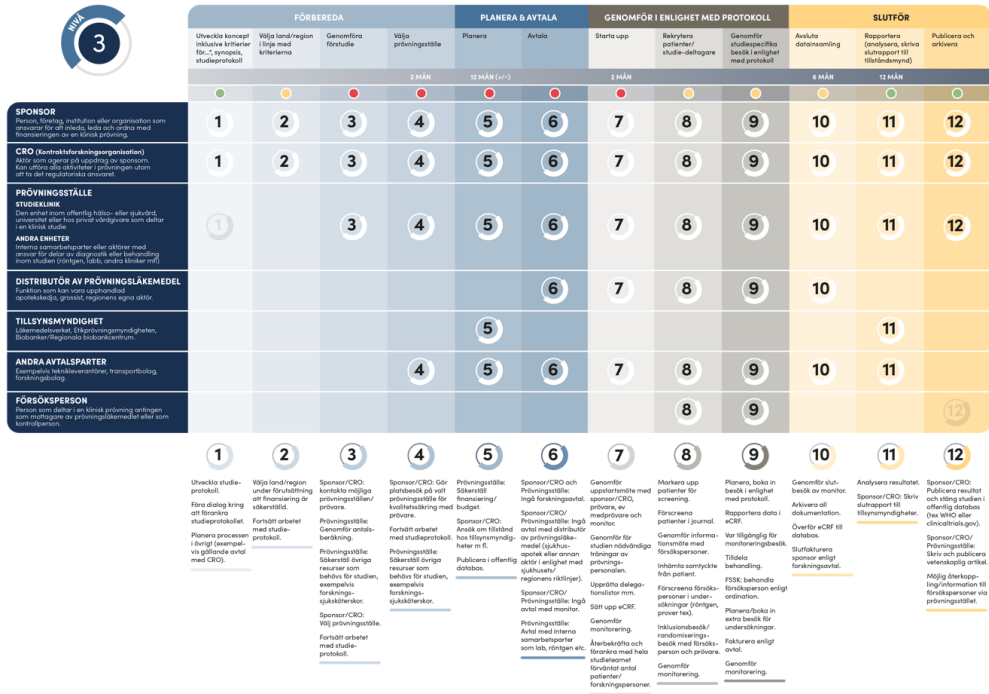 NIVÅ
3
FÖRBEREDA
PLANERA & AVTALA
GENOMFÖR I ENLIGHET MED PROTOKOLL
SLUTFÖR
Utveckla koncept
inklusive kriterier
för...*, synopsis,
studieprotokoll
Välja land/region
i linje med
kriterierna
Genomföra
förstudie
Välja
prövningsställe
Planera
Avtala
Starta upp
Rekrytera
patienter/
studie-deltagare
Genomför
studiespecifika
besök i enlighet
med protokoll
Avsluta
datainsamling
Rapportera
(analysera, skriva
slutrapport till
tillståndsmynd)
Publicera och
arkivera
2 MÅN
12 MÅN (+/-)
2 MÅN
6 MÅN
12 MÅN
SPONSOR
Person, företag, institution eller organisation som
ansvarar för att inleda, leda och ordna med
finansieringen av en klinisk prövning.
1 2 3 4 5 6 7 8 9 10 11 12
CRO (Kontraktsforskningsorganisation)
Aktör som agerar på uppdrag av sponsorn.
Kan utföra alla aktiviteter i prövningen utom
att ta det regulatoriska ansvaret.
1 2 3 4 5 6 7 8 9 10 11 12
PRÖVNINGSSTÄLLE
STUDIEKLINIK
Den enhet inom offentlig hälso- eller sjukvård,
universitet eller hos privat vårdgivare som deltar
i en klinisk studie
ANDRA ENHETER
Interna samarbetsparter eller aktörer med
ansvar för delar av diagnostik eller behandling
inom studien (röntgen, labb, andra kliniker mfl)
1 3 4 5 6 7 8 9 10 11 12
DISTRIBUTÖR AV PRÖVNINGSLÄKEMEDEL
Funktion som kan vara upphandlad
apotekskedja, grossist, regionens egna aktör.
6 7 8 9 10
TILLSYNSMYNDIGHET
Läkemedelsverket, Etikprövningsmyndigheten,
Biobanker/Regionala biobankcentrum.
5 11
ANDRA AVTALSPARTER
Exempelvis teknikleverantörer, transportbolag,
forskningsbolag.
4 5 6 7 8 9 10 11
FÖRSÖKSPERSON
Person som deltar i en klinisk prövning antingen
som mottagare av prövningsläkemedlet eller som
kontrollperson.
8 9 12
1
Utveckla studie-
protokoll.
Föra dialog kring
att förankra
studieprotokollet.
Planera processen
i övrigt (exempel-
vis gällande avtal
med CRO).
2
Välja land/region
under förutsättning
att finansiering är
säkerställd.
Fortsätt arbetet
med studieprotokoll.
3
Sponsor/CRO:
kontakta möjliga
prövningsställen/
prövare.
Prövningsställe:
Genomför antals-
beräkning.
Prövningsställe:
Säkerställ övriga
resurser som
behövs för studien,
exempelvis
forsknings-
sjuksköterskor.
Sponsor/CRO:
Välj prövningsställe.
Fortsätt arbetet
med studie-
protokoll.
4
Sponsor/CRO: Gör
platsbesök på valt
prövningsställe för
kvalitetssäkring med
prövare.
Fortsätt arbetet
med studieprotokoll.
Prövningsställe:
Säkerställ övriga
resurser som
behövs för studien,
exempelvis
forsknings-
sjuksköterskor.
5
Prövningsställe:
Säkerställ
finansiering/
budget.
Sponsor/CRO:
Ansök om tillstånd
hos tillsynsmyndig-
heter m fl.
Publicera i offentlig
databas.
6
Sponsor/CRO och
Prövningsställe:
Ingå forskningsavtal.
Sponsor/CRO/
Prövningsställe: Ingå
avtal med distributör
av prövningsläke-
medel (sjukhus-
apotek eller annan
aktör i enlighet med
sjukhusets/
regionens riktlinjer).
Sponsor/CRO/
Prövningsställe: Ingå
avtal med monitor.
Prövningsställe:
Avtal med interna
samarbetsparter
som lab, röntgen etc.
7
Genomför
uppstartsmöte med
sponsor/CRO,
prövare, ev
medprövare och
monitor.
Genomför för
studien nödvändiga
träningar av
prövnings-
personalen.
Upprätta delega-
tionslistor mm.
Sätt upp eCRF.
Genomför
monitorering.
Återbekräfta och
förankra med hela
studieteamet
förväntat antal
patienter/
forskningspersoner.
8
Markera upp
patienter för
screening.
Förscreena
patienter i journal.
Genomför informa-
tionsmöte med
försökspersoner.
Inhämta samtycke
från patient.
Förscreena försöks-
personer i under-
sökningar (röntgen,
prover tex).
Inklusionsbesök/
randomiserings-
besök med försöks-
person och prövare.
Genomför
monitorering.
9
Planera, boka in
besök i enlighet
med protokoll.
Rapportera data i
eCRF.
Var tillgänglig för
monitoreringsbesök.
Tilldela
behandling.
FSSK: behandla
försöksperson enligt
ordination.
Planera/boka in
extra besök för
undersökningar.
Fakturera enligt
avtal.
Genomför
monitorering.
10
Genomför slut-
besök av monitor.
Arkivera all
dokumentation.
Överför eCRF till
databas.
Slutfakturera
sponsor enligt
forskningsavtal.
11
Analysera resultatet.
Sponsor/CRO: Skriv
slutrapport till
tillsynsmyndigheter.
12
Sponsor/CRO:
Publicera resultat
och stäng studien i
offentlig databas
(tex WHO eller
clinicaltrials.gov).
Sponsor/CRO/
Prövningsställe:
Skriv och publicera
vetenskaplig artikel.
Möjlig återkopp-
ling/information till
försökspersoner via
prövningsstället.